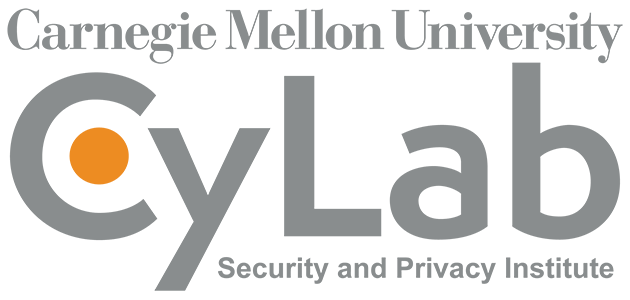 Carnegie Mellon University
CyLab
Security and Privacy Institute